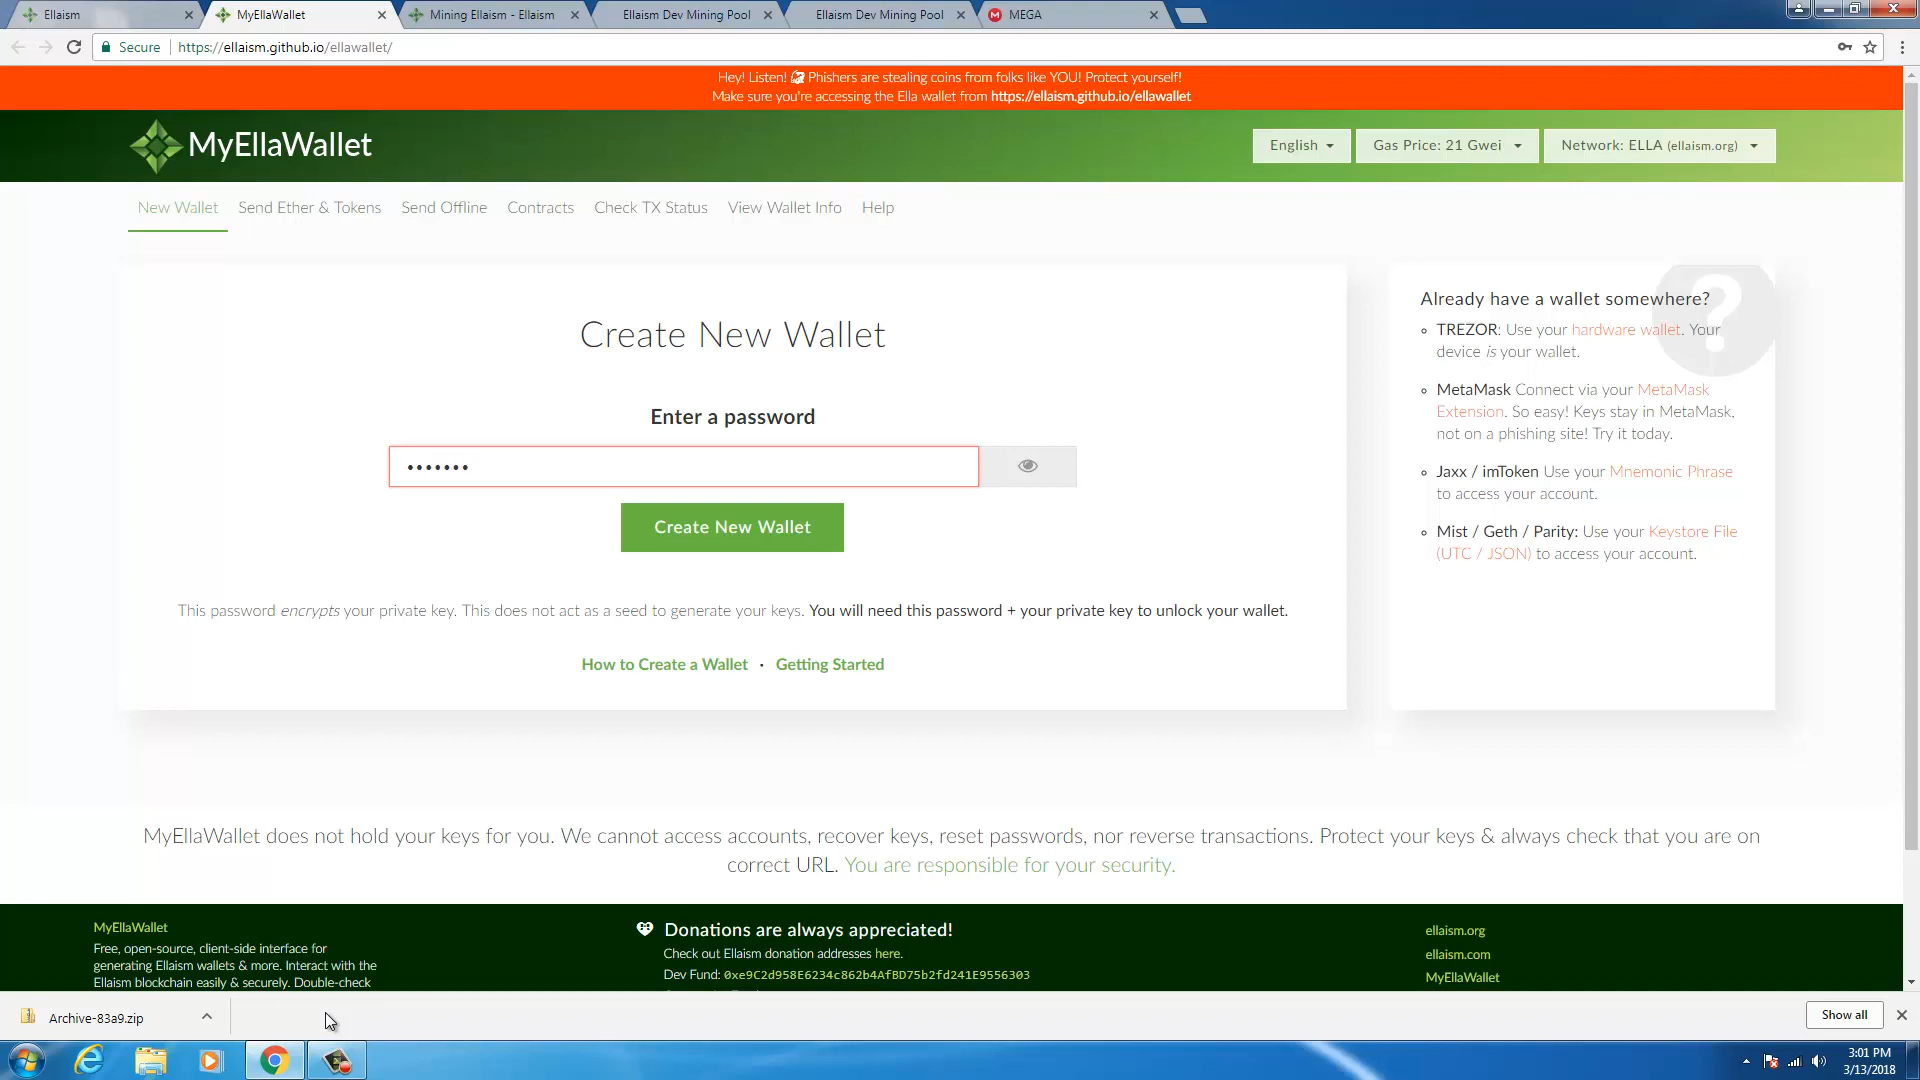 Ellaism
MyEllaWallet
Mining Ellaism - Ellaism
Ellaism Dev Mining Pool
Ellaism Dev Mining Pool
MEGA
Secure
https://ellaism.github.io/ellawallet/
Hey! Listen! Phishers are stealing coins from folks like YOU! Protect yourself!
Make sure you're accessing the Ella wallet from https://ellaism.github.io/ellawallet
MyEllaWallet
English
Gas Price: 21 Gwei
Network: ELLA (ellaism.org)
New Wallet
Send Ether & Tokens
Send Offline
Contracts
Check TX Status
View Wallet Info
Help
Create New Wallet
Enter a password
•••••••
Create New Wallet
This password encrypts your private key. This does not act as a seed to generate your keys. You will need this password + your private key to unlock your wallet.
How to Create a Wallet · Getting Started
Already have a wallet somewhere?
TREZOR: Use your hardware wallet. Your
device is your wallet.
MetaMask Connect via your MetaMask
Extension. So easy! Keys stay in MetaMask,
not on a phishing site! Try it today.
Jaxx / imToken Use your Mnemonic Phrase
to access your account.
Mist / Geth / Parity: Use your Keystore File
(UTC / JSON) to access your account.
MyEllaWallet does not hold your keys for you. We cannot access accounts, recover keys, reset passwords, nor reverse transactions. Protect your keys & always check that you are on
correct URL. You are responsible for your security.
MyEllaWallet
Free, open-source, client-side interface for
generating Ellaism wallets & more. Interact with the
Ellaism blockchain easily & securely. Double-check
Donations are always appreciated!
Check out Ellaism donation addresses here.
Dev Fund: 0xe9C2d958E6234c862b4AfBD75b2fd241E9556303
ellaism.org
ellaism.com
MyEllaWallet
Archive-83a9.zip
Show all
3:01 PM
3/13/2018